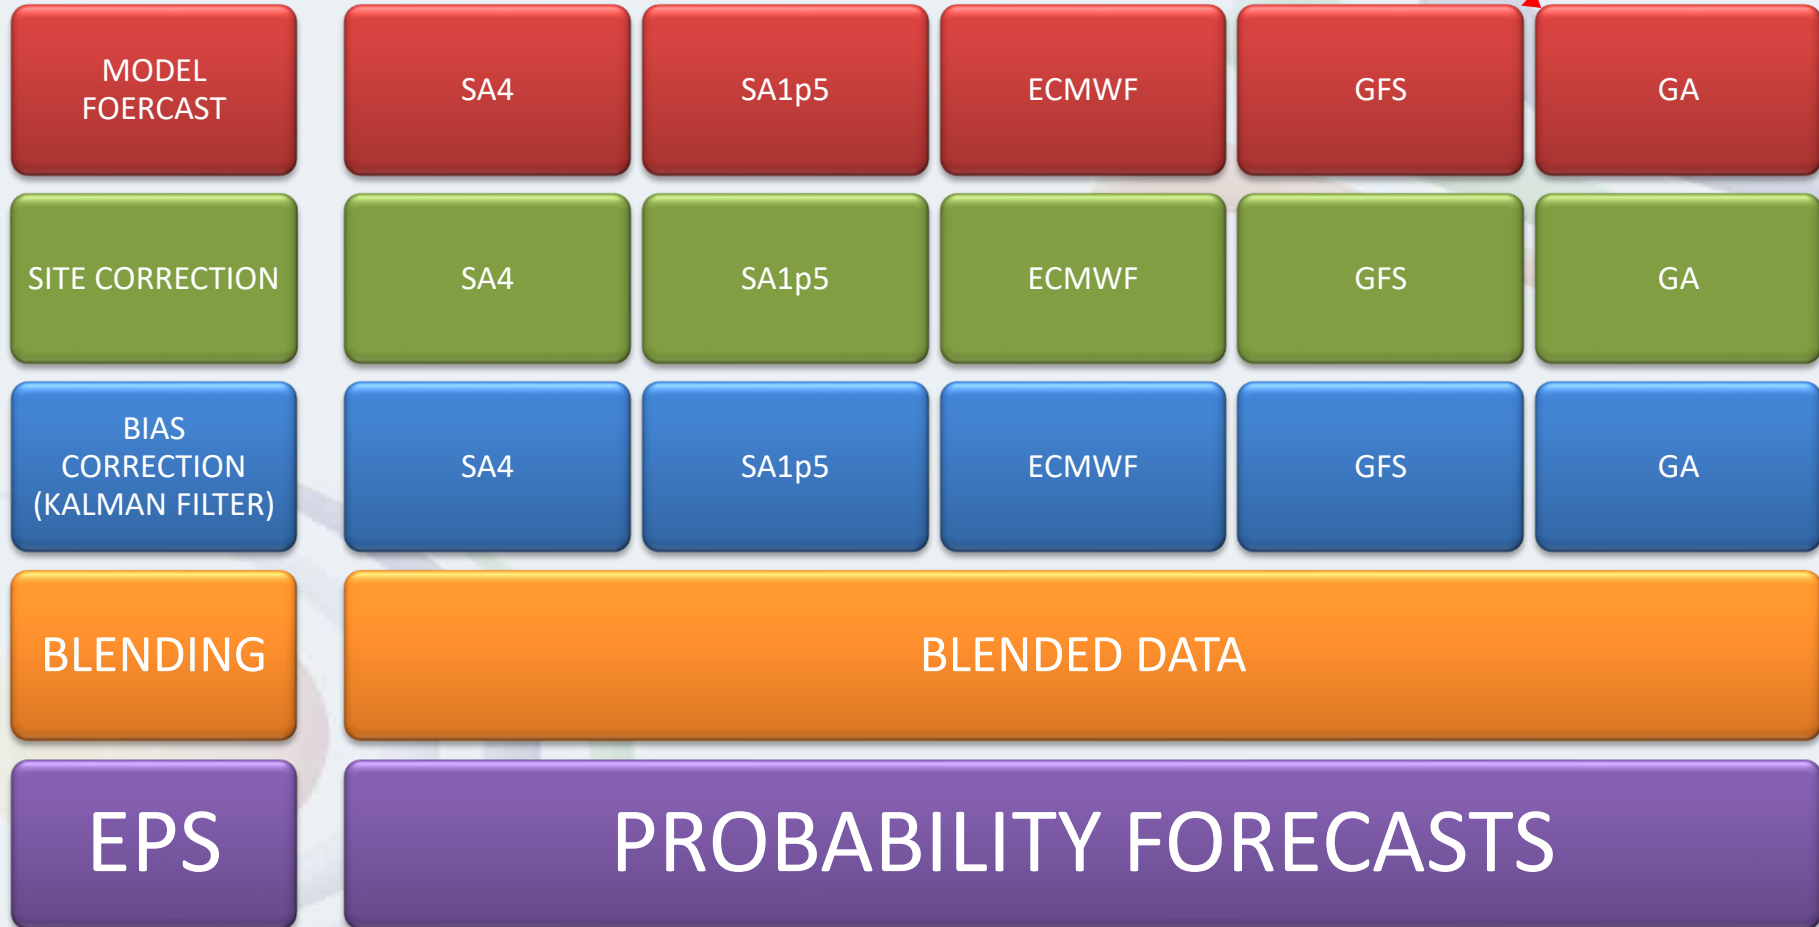 MODEL
FOERCAST
SA4
SA1p5
ECMWF
GFS
GA
SITE CORRECTION
SA4
SA1p5
ECMWF
GFS
GA
BIAS
CORRECTION
(KALMAN FILTER)
SA4
SA1p5
ECMWF
GFS
GA
BLENDING
BLENDED DATA
EPS
PROBABILITY FORECASTS